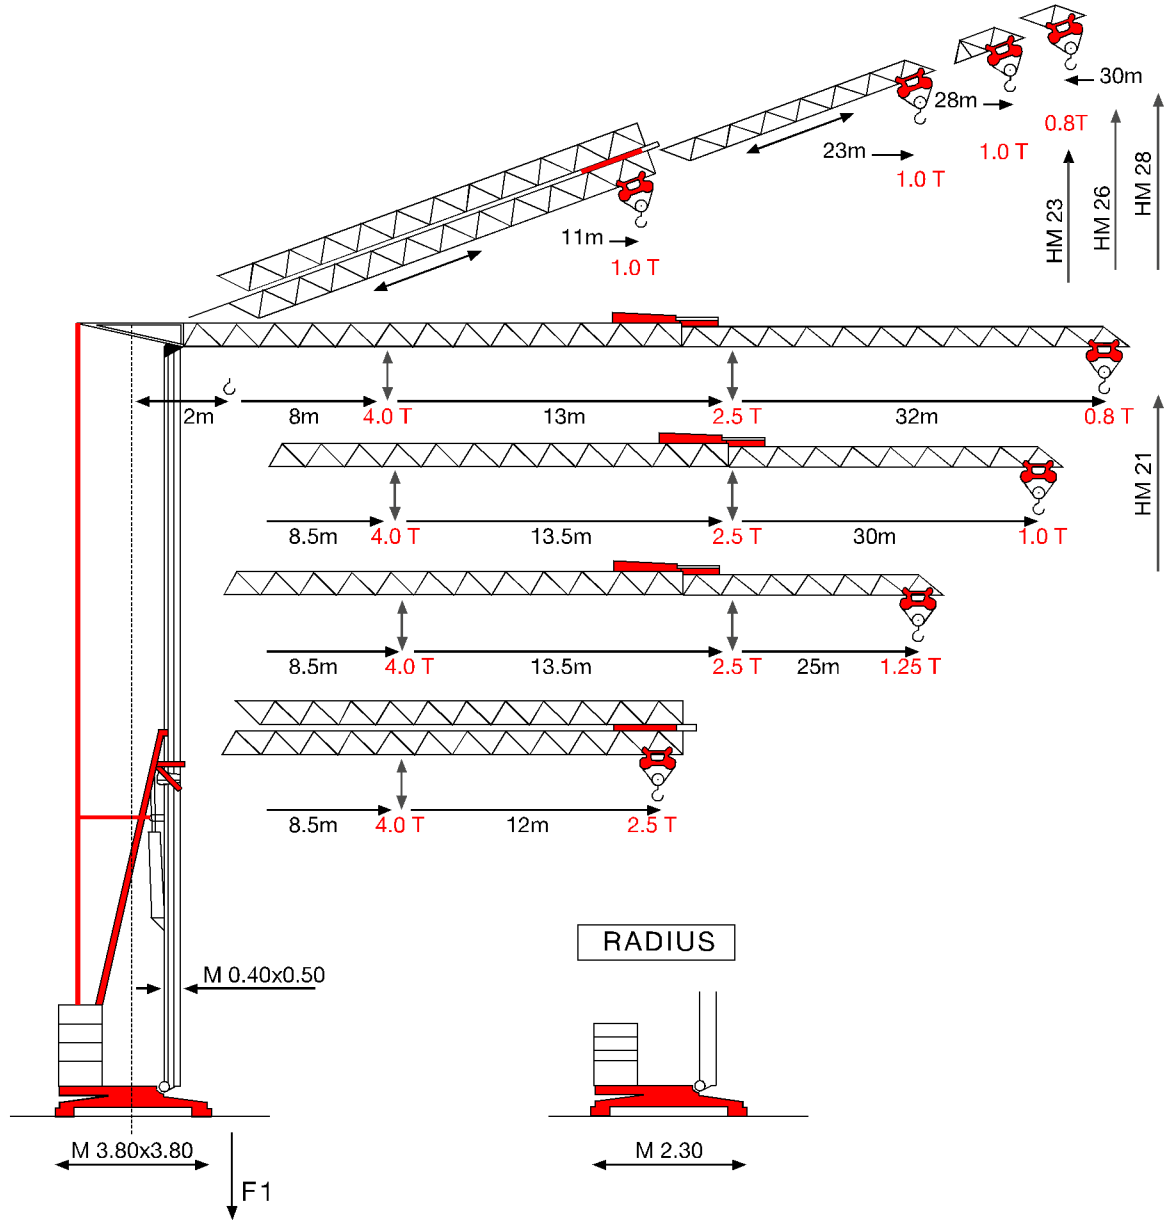 30m
28m
0.8T
23m
1.0 T
1.0 T
11m
1.0 T
HM 23
HM 26
HM 28
2m 8m 4.0 T 13m 2.5 T 32m 0.8 T
8.5m 4.0 T 13.5m 2.5 T 30m 1.0 T
HM 21
8.5m 4.0 T 13.5m 2.5 T 25m 1.25 T
8.5m 4.0 T 12m 2.5 T
RADIUS
M 0.40x0.50
M 3.80x3.80
M 2.30
F1